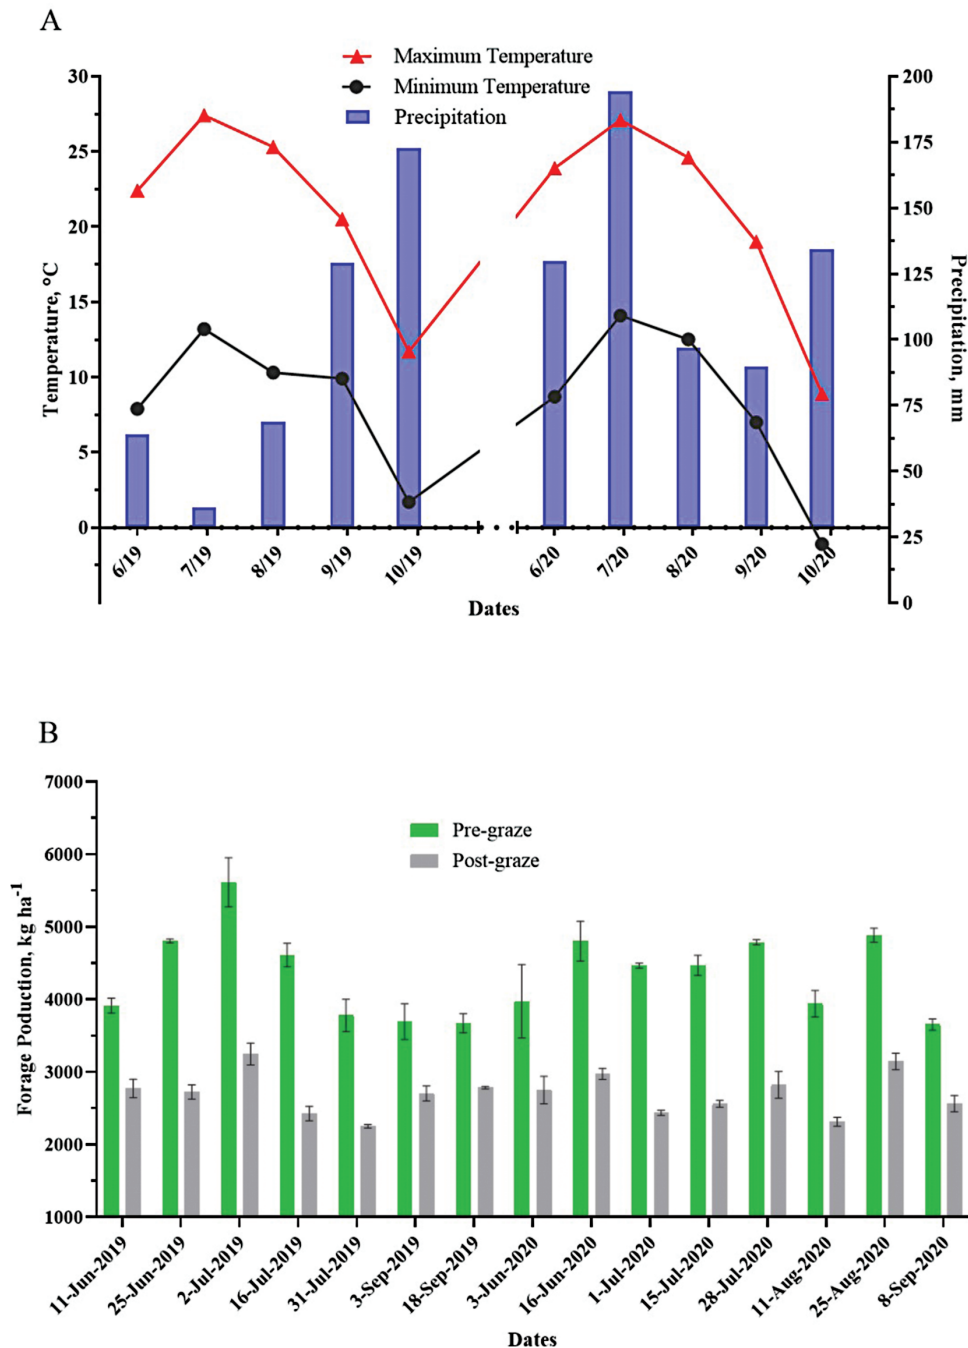 A
Maximum Temperature
Minimum Temperature
Precipitation
30
25
20
15
10
5
0
Temperature, °C
200
175
150
125
100
75
50
25
0
Precipitation, mm
6/19
7/19
8/19
9/19
10/19
6/20
7/20
8/20
9/20
10/20
Dates
B
Pre-graze
Post-graze
7000
6000
5000
4000
3000
2000
1000
Forage Poduction, kg ha⁻¹
11-Jun-2019
25-Jun-2019
2-Jul-2019
16-Jul-2019
31-Jul-2019
3-Sep-2019
18-Sep-2019
3-Jun-2020
16-Jun-2020
1-Jul-2020
15-Jul-2020
28-Jul-2020
11-Aug-2020
25-Aug-2020
8-Sep-2020
Dates